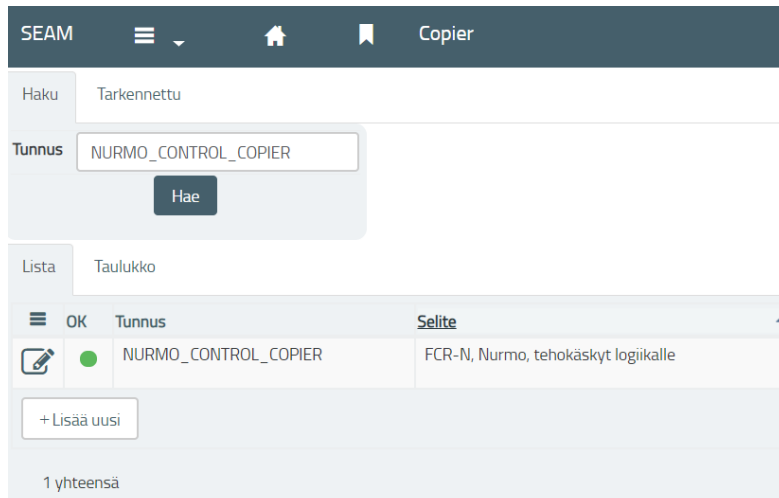 SEAM Copier
Haku Tarkennettu
Tunnus NURMO_CONTROL_COPIER
Hae
Lista Taulukko
OK Tunnus Selite
NURMO_CONTROL_COPIER FCR-N, Nurmo, tehokäskyt logiikalle
+Lisää uusi
1 yhteensä